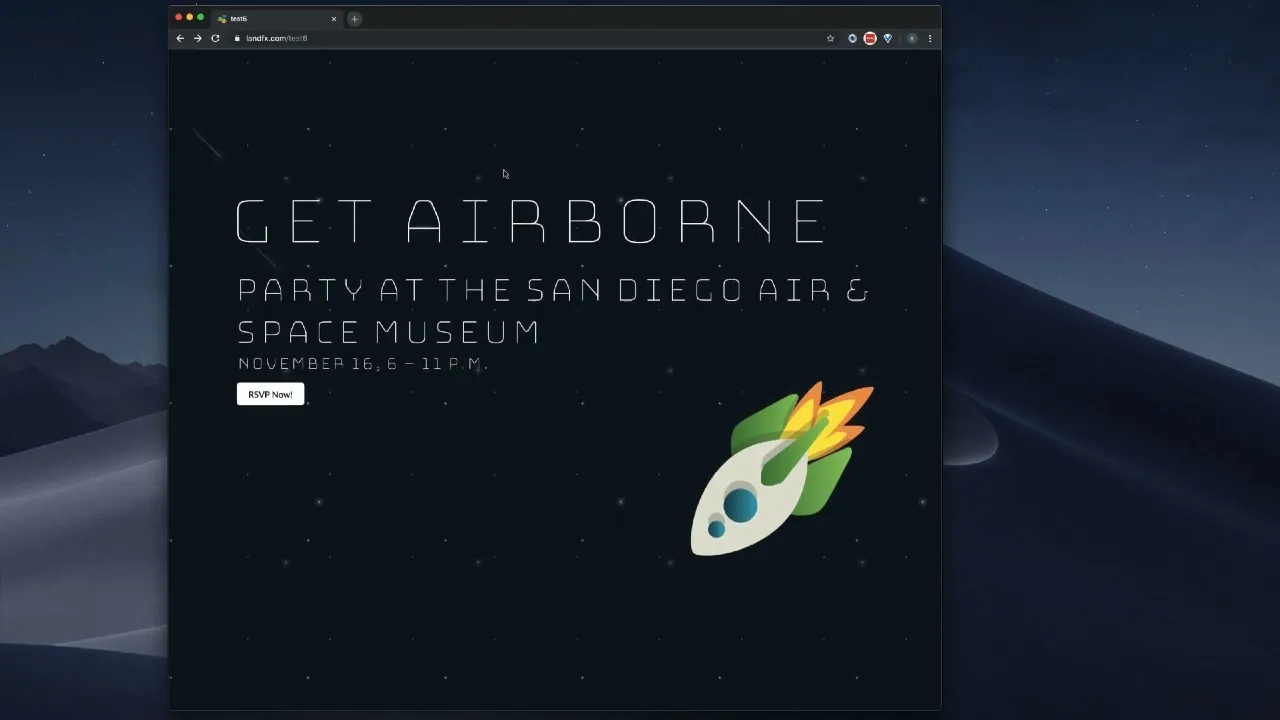 test6
landfx.com/test6
GET AIRBORNE
PARTY AT THE SAN DIEGO AIR &
SPACE MUSEUM
NOVEMBER 16, 6 – 11 P.M.
RSVP Now!